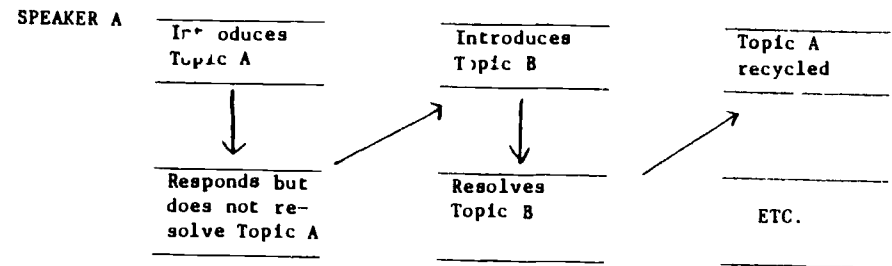 SPEAKER A
Introduces
Topic A
Introduces
Topic B
Topic A
recycled
Responds but
does not re-
solve Topic A
Resolves
Topic B
ETC.